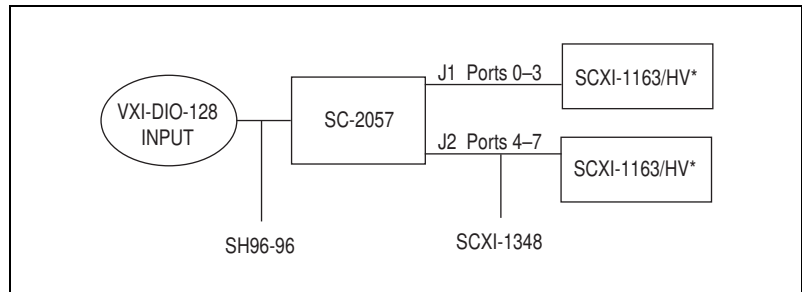 VXI-DIO-128
INPUT
SC-2057
J1 Ports 0–3
SCXI-1163/HV*
J2 Ports 4–7
SCXI-1163/HV*
SH96-96
SCXI-1348